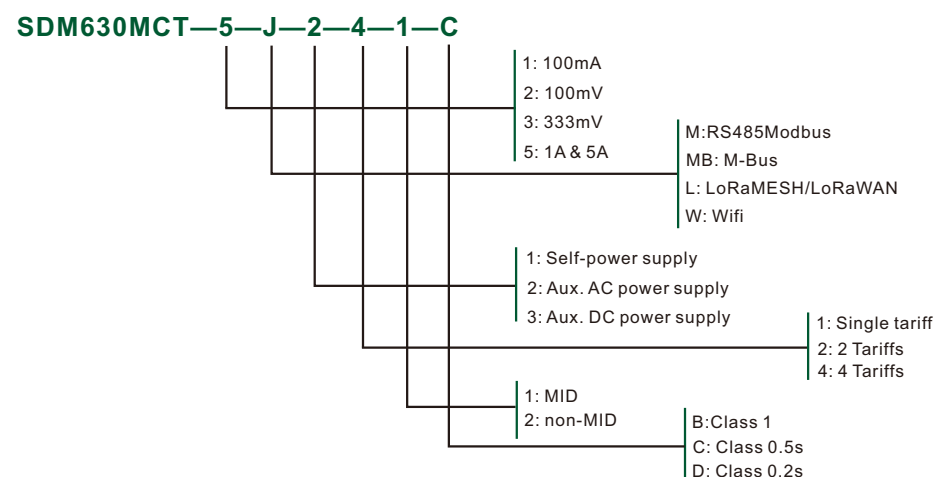 SDM630MCT—5—J—2—4—1—C
1: 100mA
2: 100mV
3: 333mV
5: 1A & 5A
M:RS485Modbus
MB: M-Bus
L: LoRaMESH/LoRaWAN
W: Wifi
1: Self-power supply
2: Aux. AC power supply
3: Aux. DC power supply
1: Single tariff
2: 2 Tariffs
4: 4 Tariffs
1: MID
2: non-MID
B:Class 1
C: Class 0.5s
D: Class 0.2s